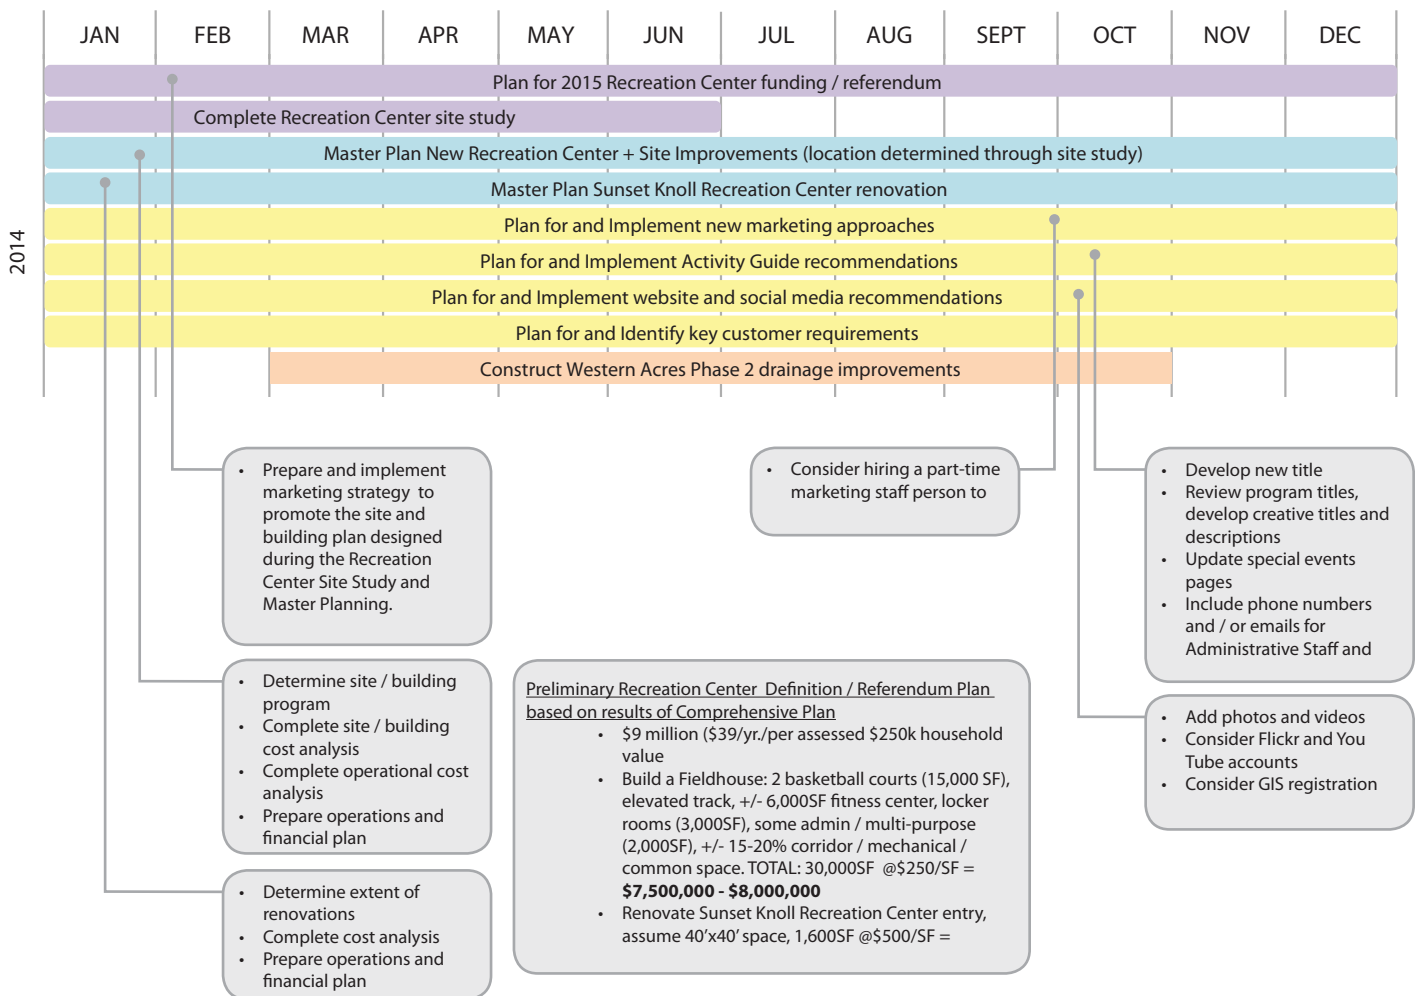 JAN FEB MAR APR MAY JUN JUL AUG SEPT OCT NOV DEC
2014
Plan for 2015 Recreation Center funding / referendum
Complete Recreation Center site study
Master Plan New Recreation Center + Site Improvements (location determined through site study)
Master Plan Sunset Knoll Recreation Center renovation
Plan for and Implement new marketing approaches
Plan for and Implement Activity Guide recommendations
Plan for and Implement website and social media recommendations
Plan for and Identify key customer requirements
Construct Western Acres Phase 2 drainage improvements
• Prepare and implement
marketing strategy to
promote the site and
building plan designed
during the Recreation
Center Site Study and
Master Planning.
• Determine site / building
program
• Complete site / building
cost analysis
• Complete operational cost
analysis
• Prepare operations and
financial plan
• Determine extent of
renovations
• Complete cost analysis
• Prepare operations and
financial plan
Preliminary Recreation Center Definition / Referendum Plan
based on results of Comprehensive Plan
• $9 million ($39/yr./per assessed $250k household
value
• Build a Fieldhouse: 2 basketball courts (15,000 SF),
elevated track, +/- 6,000SF fitness center, locker
rooms (3,000SF), some admin / multi-purpose
(2,000SF), +/- 15-20% corridor / mechanical /
common space. TOTAL: 30,000SF @$250/SF =
$7,500,000 - $8,000,000
• Renovate Sunset Knoll Recreation Center entry,
assume 40'x40' space, 1,600SF @$500/SF =
• Consider hiring a part-time
marketing staff person to
• Develop new title
• Review program titles,
develop creative titles and
descriptions
• Update special events
pages
• Include phone numbers
and / or emails for
Administrative Staff and
• Add photos and videos
• Consider Flickr and You
Tube accounts
• Consider GIS registration